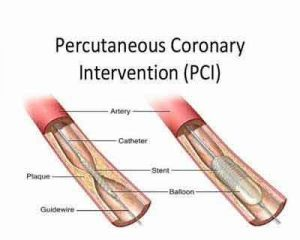 Percutaneous Coronary
Intervention (PCI)
Artery
Catheter
Stent
Plaque
Balloon
Guidewire